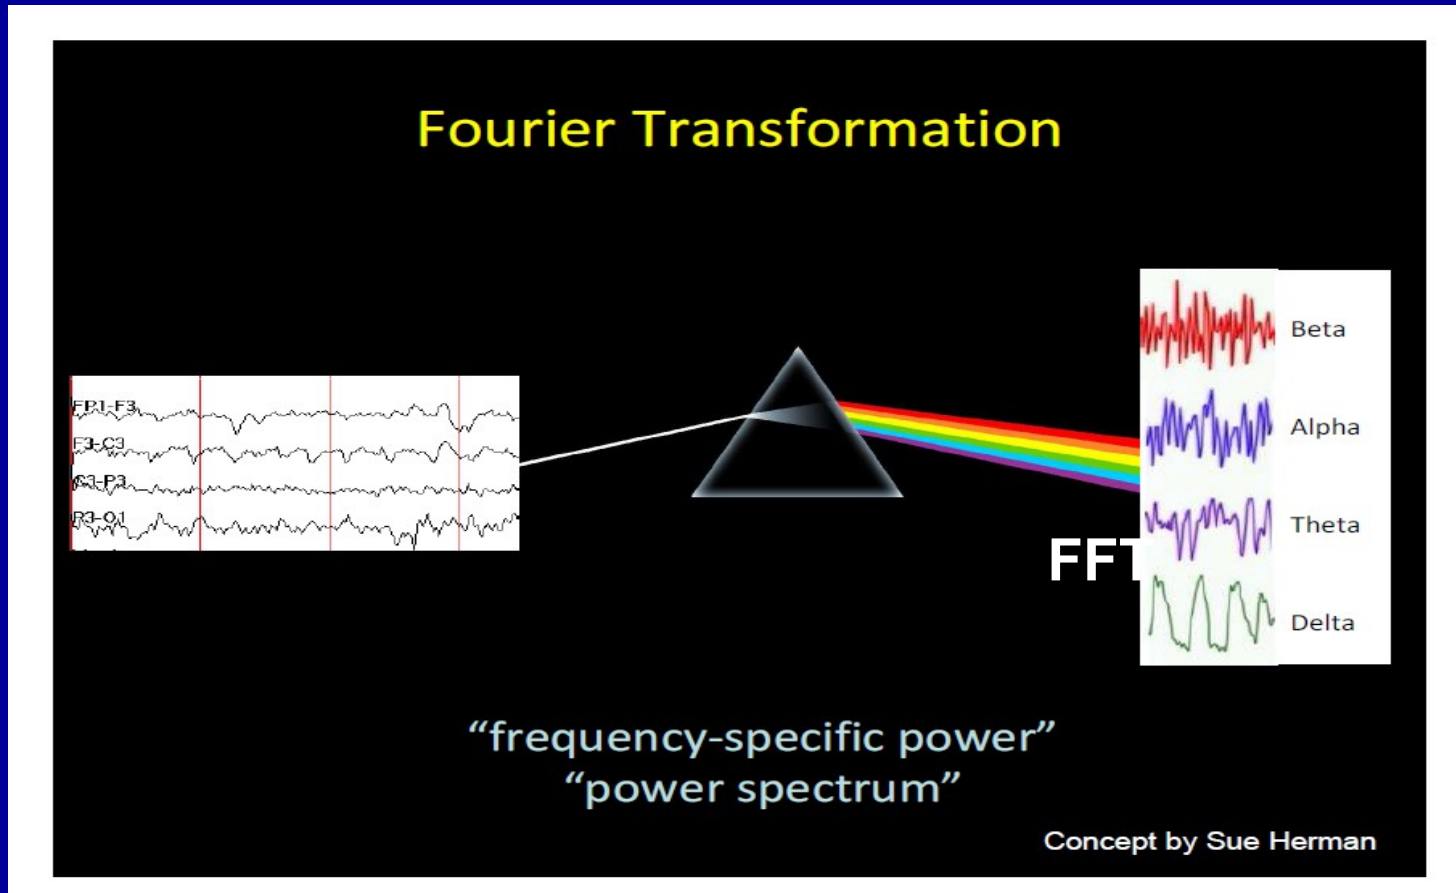 Fourier Transformation
FP1-F3
F3-C3
C3-P3
P3-O1
Beta
Alpha
Theta
FFT
Delta
“frequency-specific power”
“power spectrum”
Concept by Sue Herman